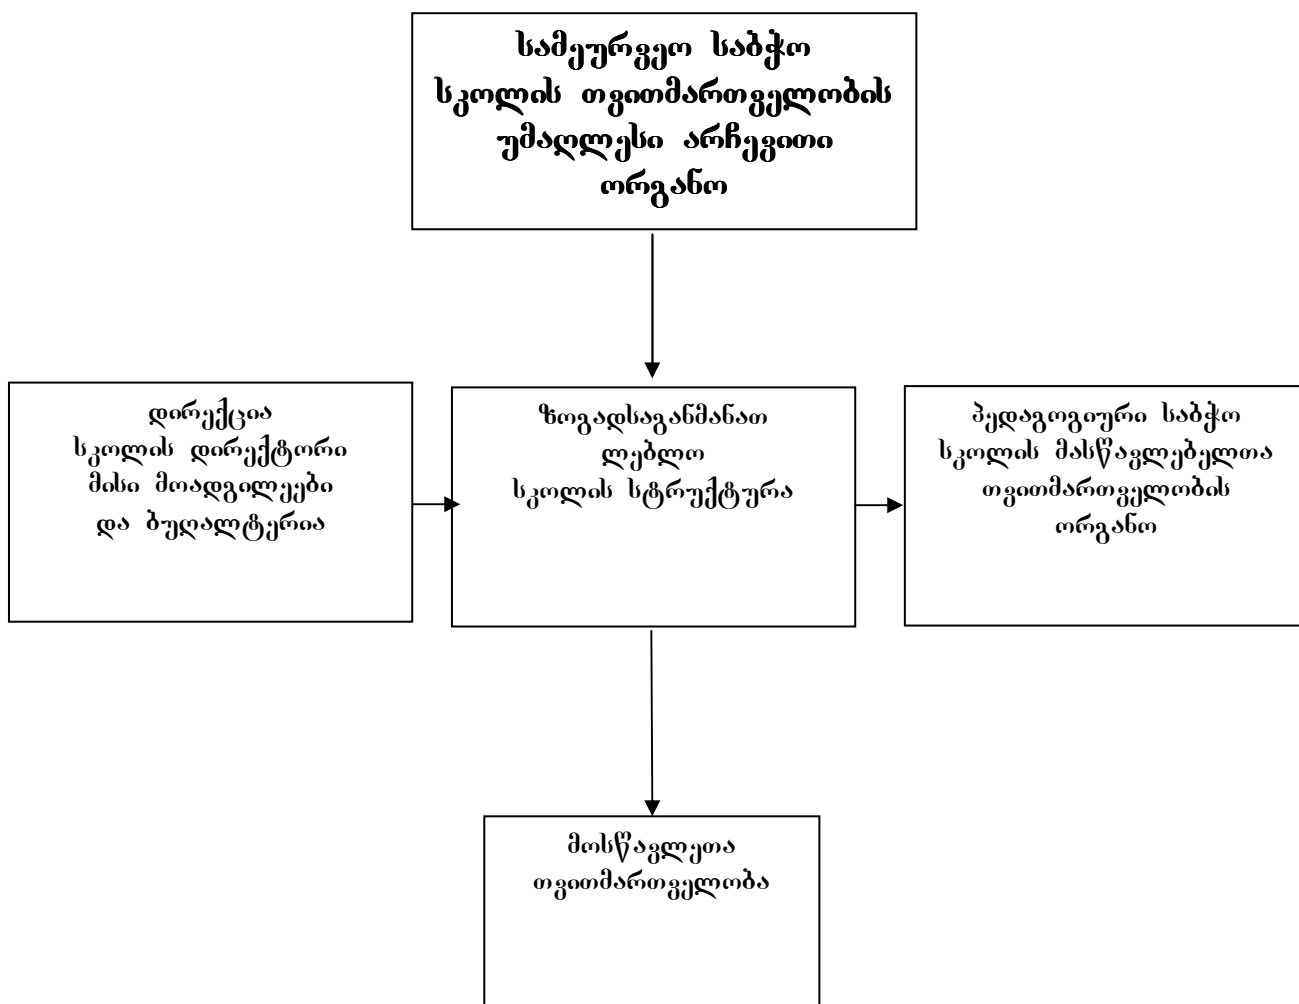 სამეურვეო საბჭო
სკოლის თვითმართველობის
უმაღლესი არჩევითი
ორგანო
დირექცია
სკოლის დირექტორი
მისი მოადგილეები
და ბუღალტერია
ზოგადსაგანმანათ
ლებლო
სკოლის სტრუქტურა
პედაგოგიური საბჭო
სკოლის მასწავლებელთა
თვითმართველობის
ორგანო
მოსწავლეთა
თვითმართველობა